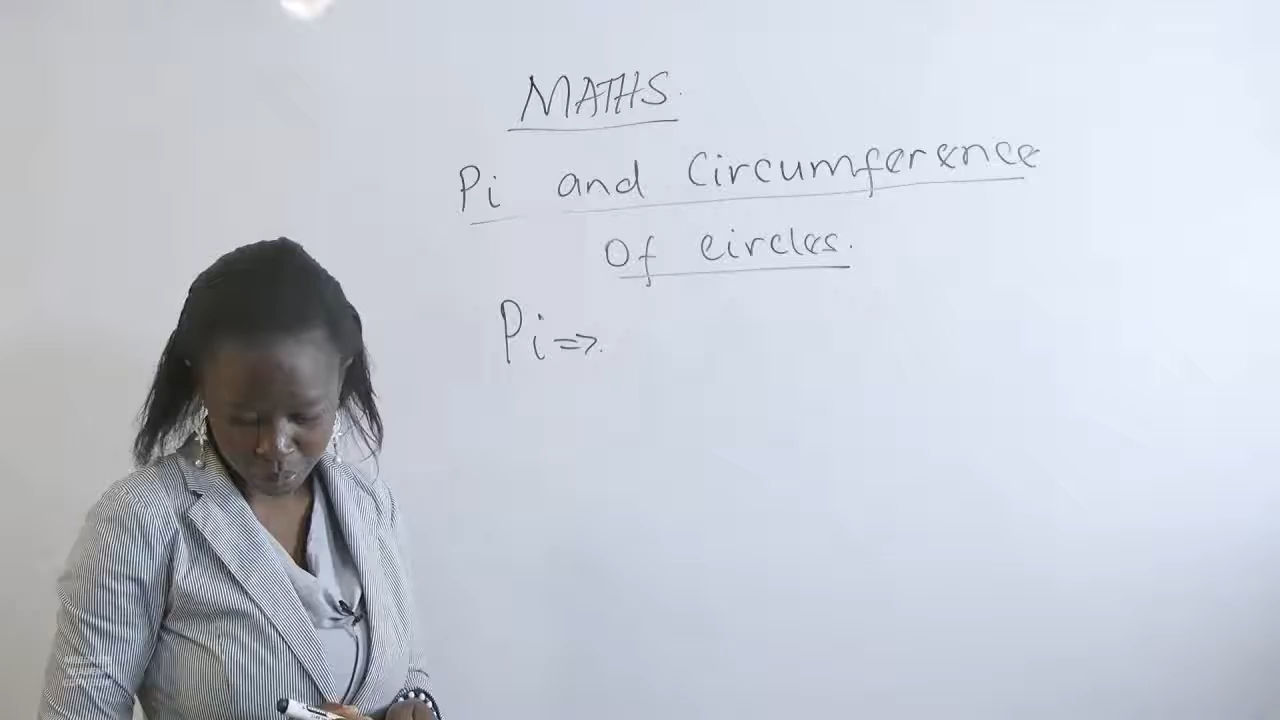 MATHS.
Pi and Circumference
Of circles.
Pi =>.